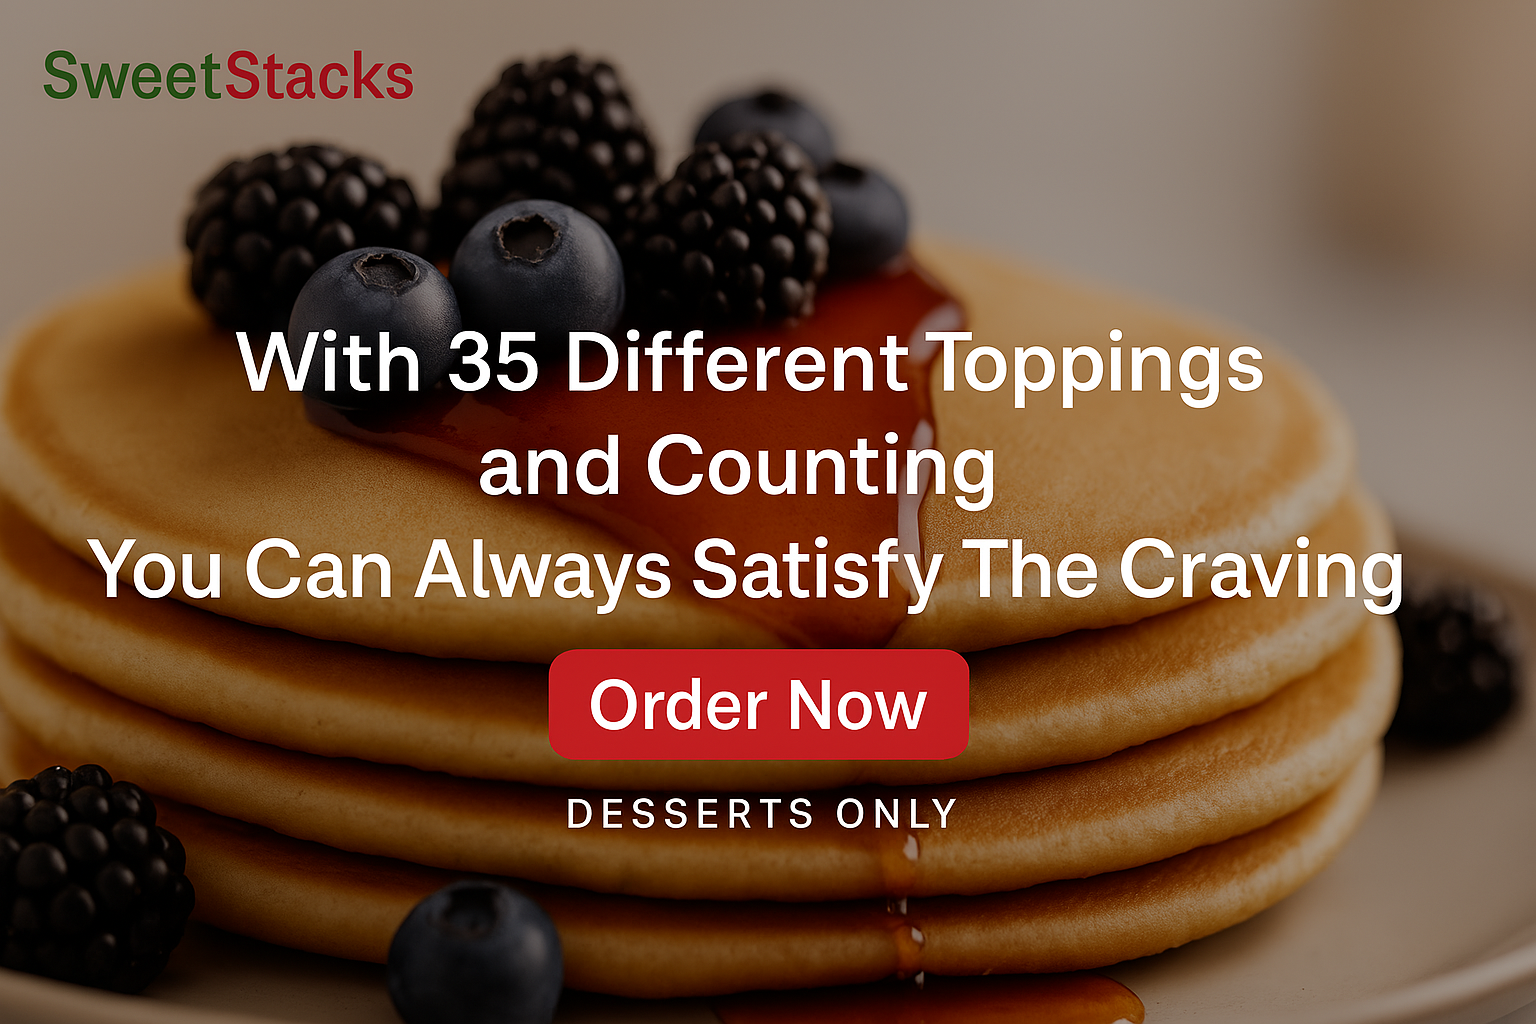 SweetStacks
With 35 Different Toppings
and Counting
You Can Always Satisfy The Craving
Order Now
DESSERTS ONLY